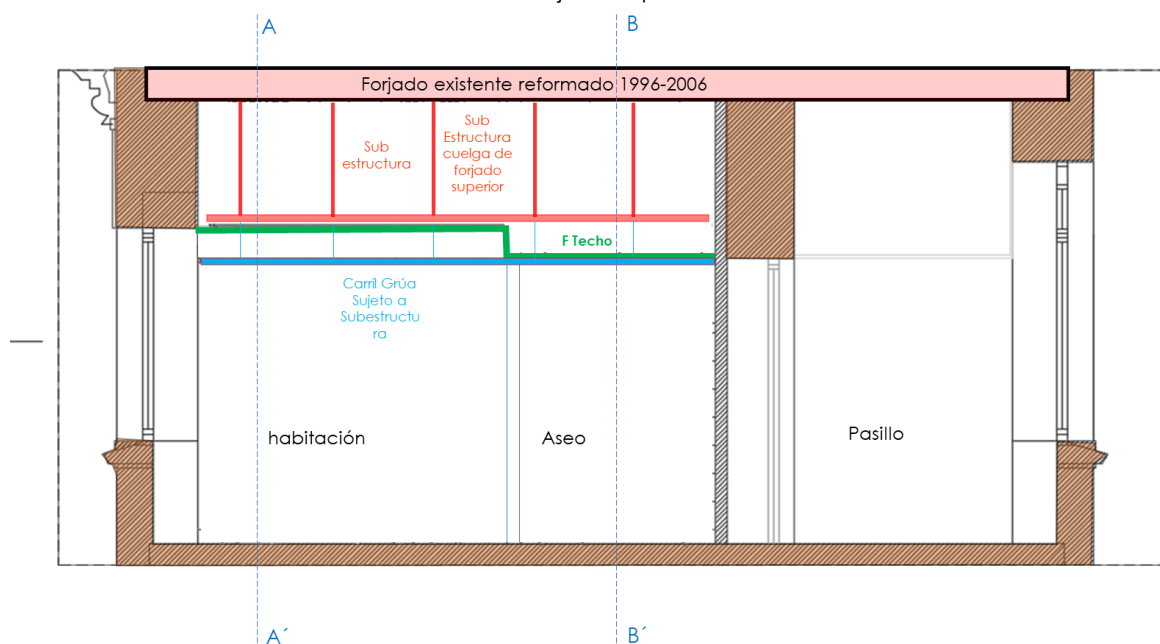 A
B
Forjado existente reformado 1996-2006
Sub
estructura
Sub
Estructura
cuelga de
forjado
superior
F Techo
Carril Grúa
Sujeto a
Subestructu
ra
habitación
Aseo
Pasillo
A´
B´